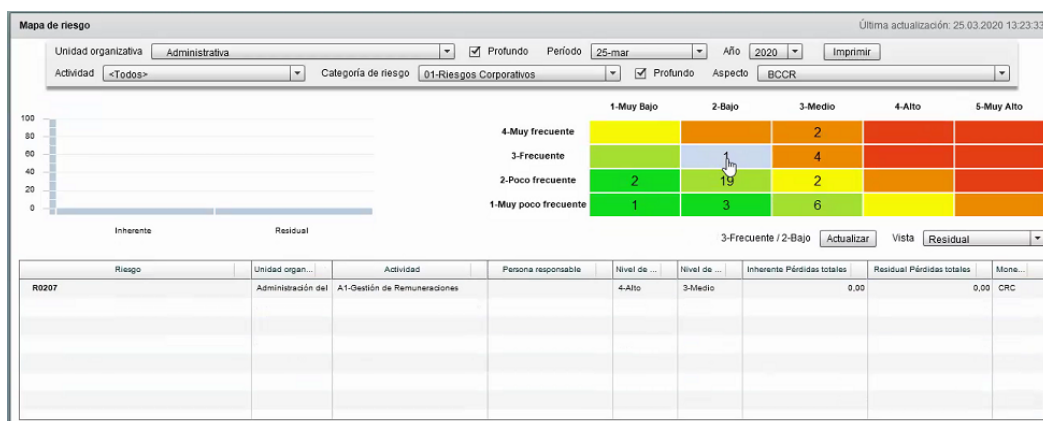 Mapa de riesgo Última actualización: 25.03.2020 13:23:33
Unidad organizativa Administrativa Profundo Período 25-mar Año 2020 Imprimir
Actividad <Todos> Categoría de riesgo 01-Riesgos Corporativos Profundo Aspecto BCCR
1-Muy Bajo 2-Bajo 3-Medio 4-Alto 5-Muy Alto
100
80
60
40
20
0
4-Muy frecuente 2
3-Frecuente 1 4
2-Poco frecuente 2 19 2
1-Muy poco frecuente 1 3 6
Inherente Residual
3-Frecuente / 2-Bajo Actualizar Vista Residual
Riesgo Unidad organ... Actividad Persona responsable Nivel de ... Nivel de ... Inherente Pérdidas totales Residual Pérdidas totales Mone...
R0207 Administración del A1-Gestión de Remuneraciones 4-Alto 3-Medio 0,00 0,00 CRC